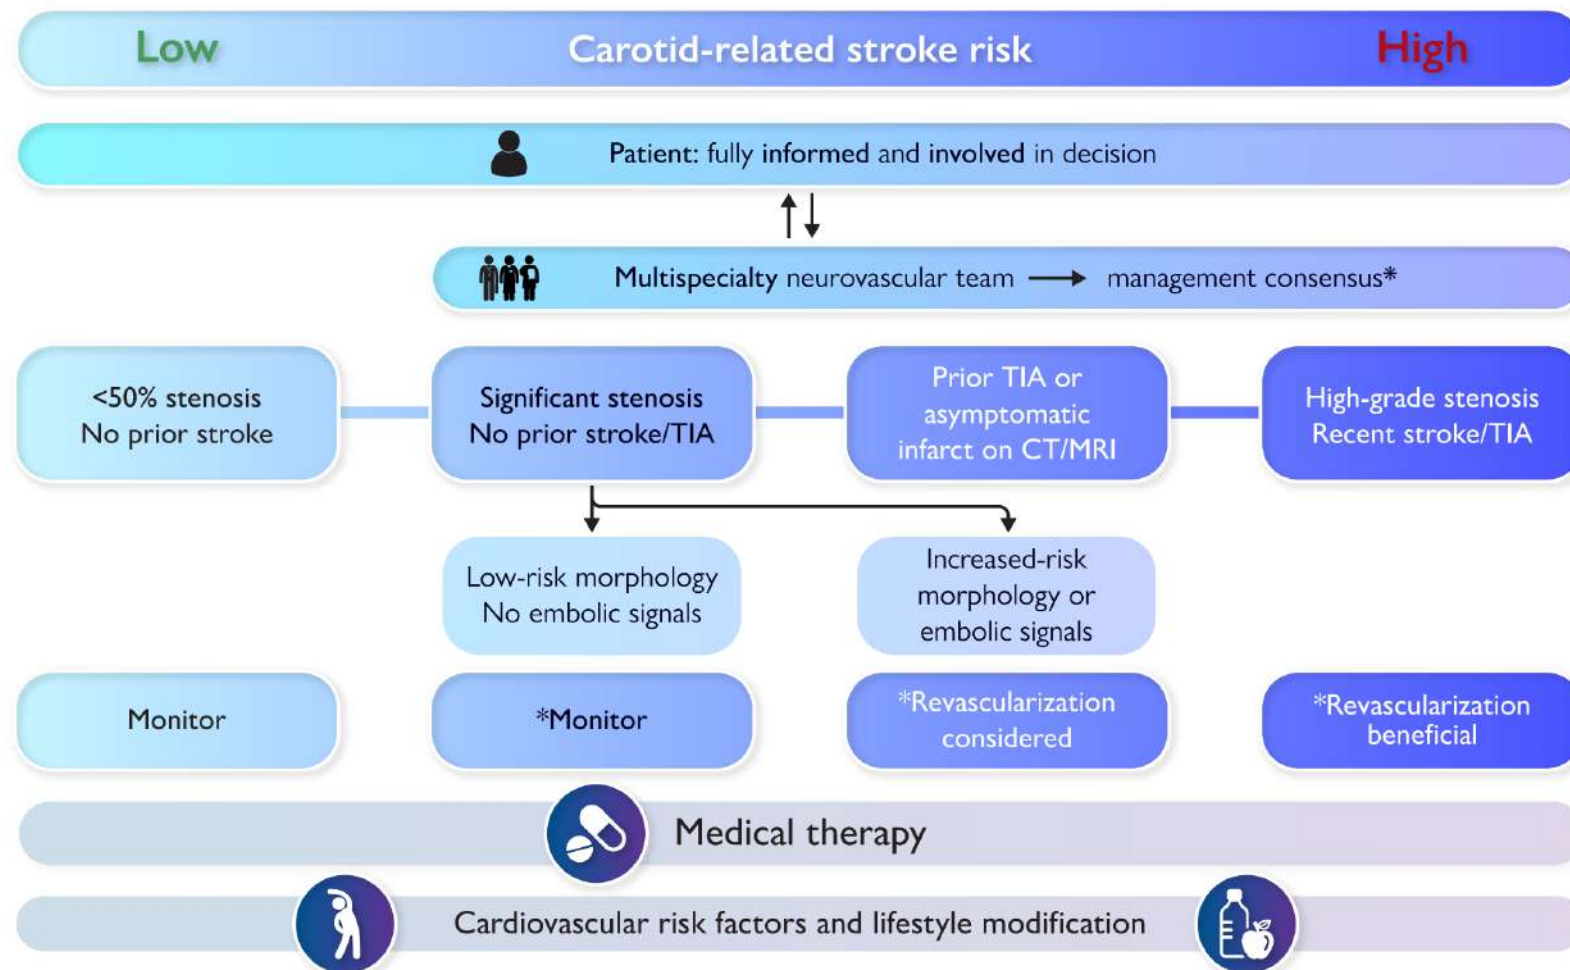 Low Carotid-related stroke risk High
Patient: fully informed and involved in decision
Multispecialty neurovascular team → management consensus*
<50% stenosis
No prior stroke
Significant stenosis
No prior stroke/TIA
Prior TIA or
asymptomatic
infarct on CT/MRI
High-grade stenosis
Recent stroke/TIA
Low-risk morphology
No embolic signals
Increased-risk
morphology or
embolic signals
Monitor
*Monitor
*Revascularization
considered
*Revascularization
beneficial
Medical therapy
Cardiovascular risk factors and lifestyle modification